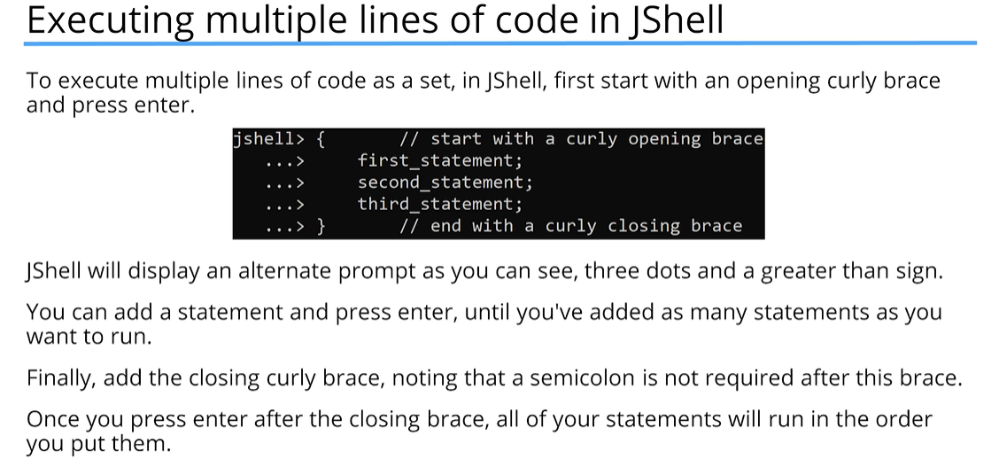 Executing multiple lines of code in JShell
To execute multiple lines of code as a set, in JShell, first start with an opening curly brace
and press enter.
jshell> {       // start with a curly opening brace
   ...>     first_statement;
   ...>     second_statement;
   ...>     third_statement;
   ...> }       // end with a curly closing brace
JShell will display an alternate prompt as you can see, three dots and a greater than sign.
You can add a statement and press enter, until you've added as many statements as you
want to run.
Finally, add the closing curly brace, noting that a semicolon is not required after this brace.
Once you press enter after the closing brace, all of your statements will run in the order
you put them.